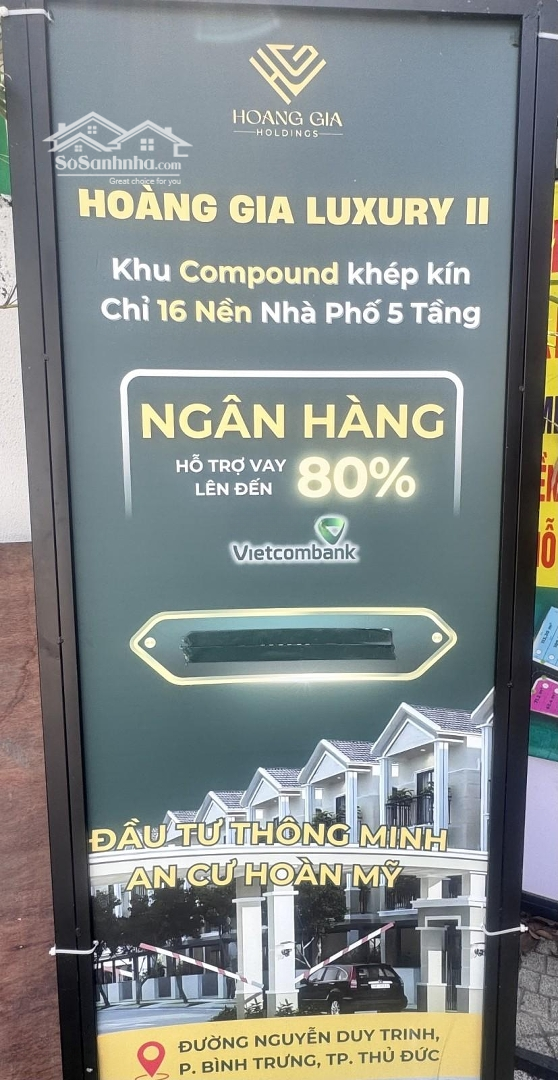 HOANG GIA
HOLDINGS
SoSanhnha.com
Great choice for you
HOÀNG GIA LUXURY II
Khu Compound khép kín
Chỉ 16 Nền Nhà Phố 5 Tầng
NGÂN HÀNG
HỖ TRỢ VAY
LÊN ĐẾN 80%
Vietcombank
ĐẦU TƯ THÔNG MINH
AN CƯ HOÀN MỸ
ĐƯỜNG NGUYỄN DUY TRINH,
P. BÌNH TRƯNG, TP. THỦ ĐỨC